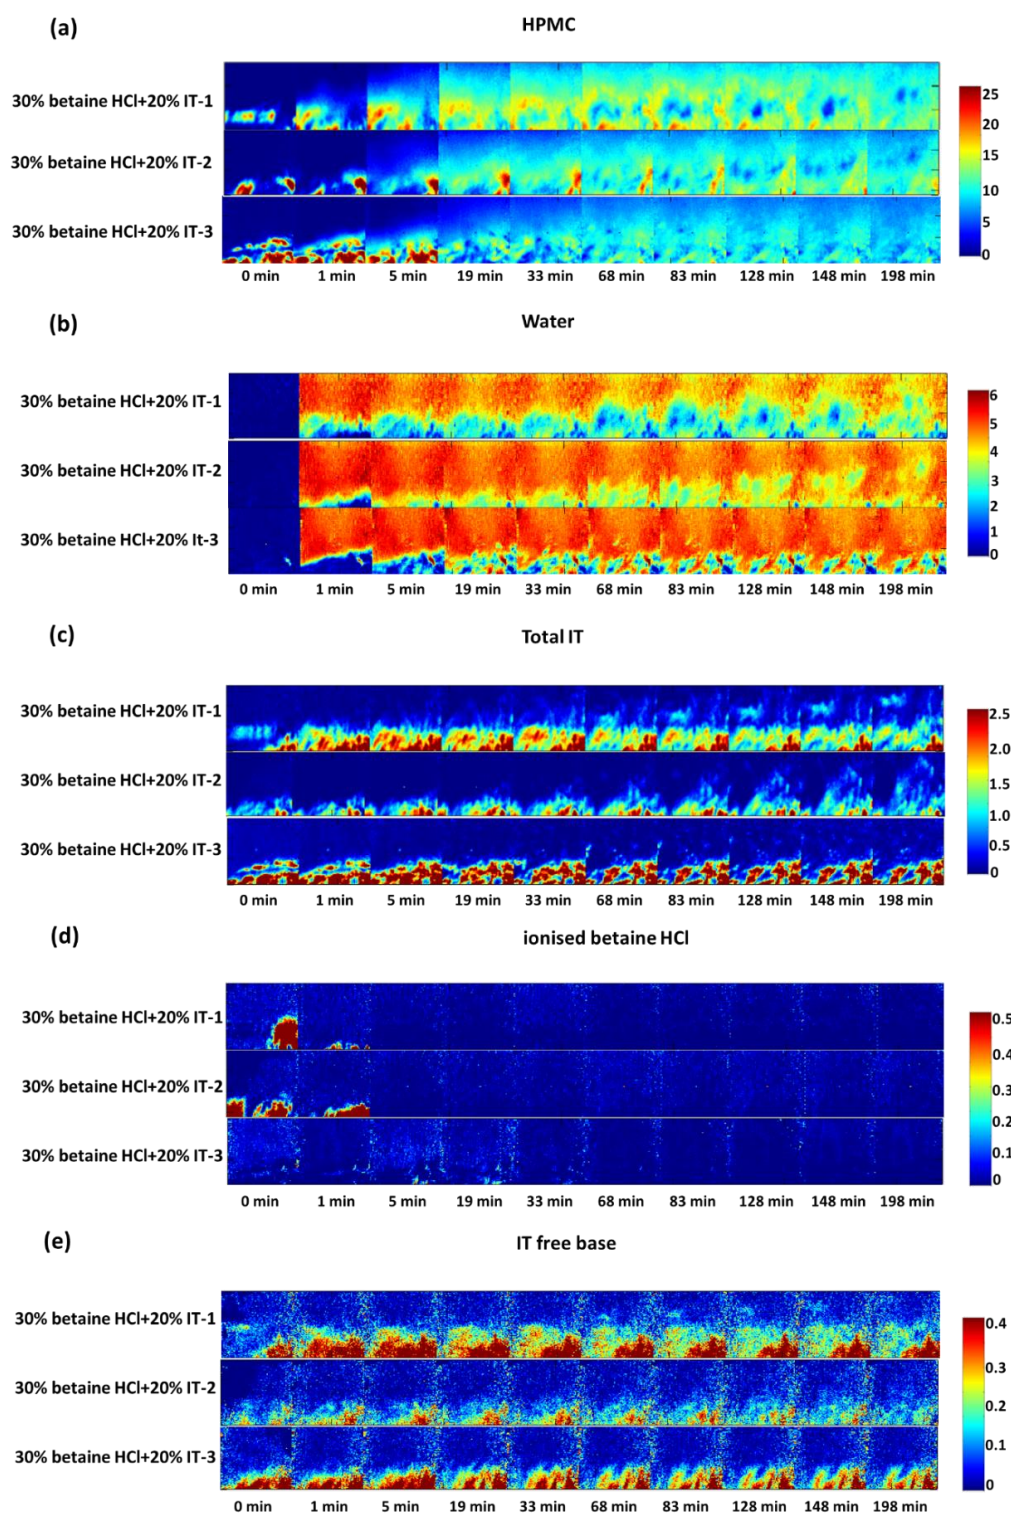 (a)
HPMC
30% betaine HCl+20% IT-1
30% betaine HCl+20% IT-2
30% betaine HCl+20% IT-3
25
20
15
10
5
0
0 min 1 min 5 min 19 min 33 min 68 min 83 min 128 min 148 min 198 min
(b)
Water
30% betaine HCl+20% IT-1
30% betaine HCl+20% IT-2
30% betaine HCl+20% It-3
6
5
4
3
2
1
0
0 min 1 min 5 min 19 min 33 min 68 min 83 min 128 min 148 min 198 min
(c)
Total IT
30% betaine HCl+20% IT-1
30% betaine HCl+20% IT-2
30% betaine HCl+20% IT-3
2.5
2.0
1.5
1.0
0.5
0
0 min 1 min 5 min 19 min 33 min 68 min 83 min 128 min 148 min 198 min
(d)
ionised betaine HCl
30% betaine HCl+20% IT-1
30% betaine HCl+20% IT-2
30% betaine HCl+20% IT-3
0.5
0.4
0.3
0.2
0.1
0
0 min 1 min 5 min 19 min 33 min 68 min 83 min 128 min 148 min 198 min
(e)
IT free base
30% betaine HCl+20% IT-1
30% betaine HCl+20% IT-2
30% betaine HCl+20% IT-3
0.4
0.3
0.2
0.1
0
0 min 1 min 5 min 19 min 33 min 68 min 83 min 128 min 148 min 198 min